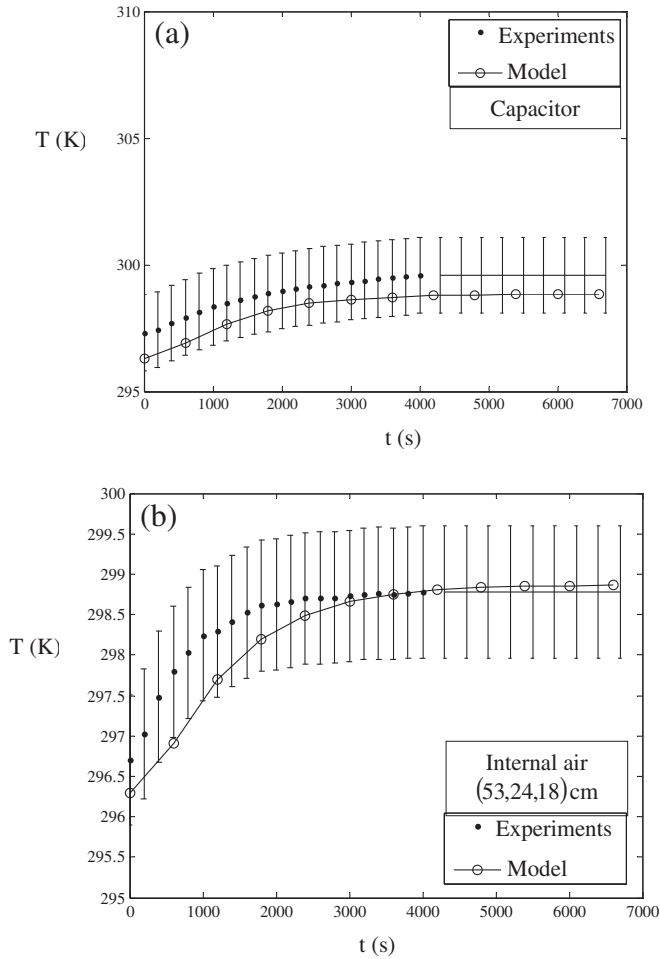 (a)
Experiments
Model
Capacitor
T (K)
310
305
300
295
0 1000 2000 3000 4000 5000 6000 7000
t (s)
(b)
T (K)
300
299.5
299
298.5
298
297.5
297
296.5
296
295.5
295
Internal air
(53,24,18)cm
Experiments
Model
0 1000 2000 3000 4000 5000 6000 7000
t (s)